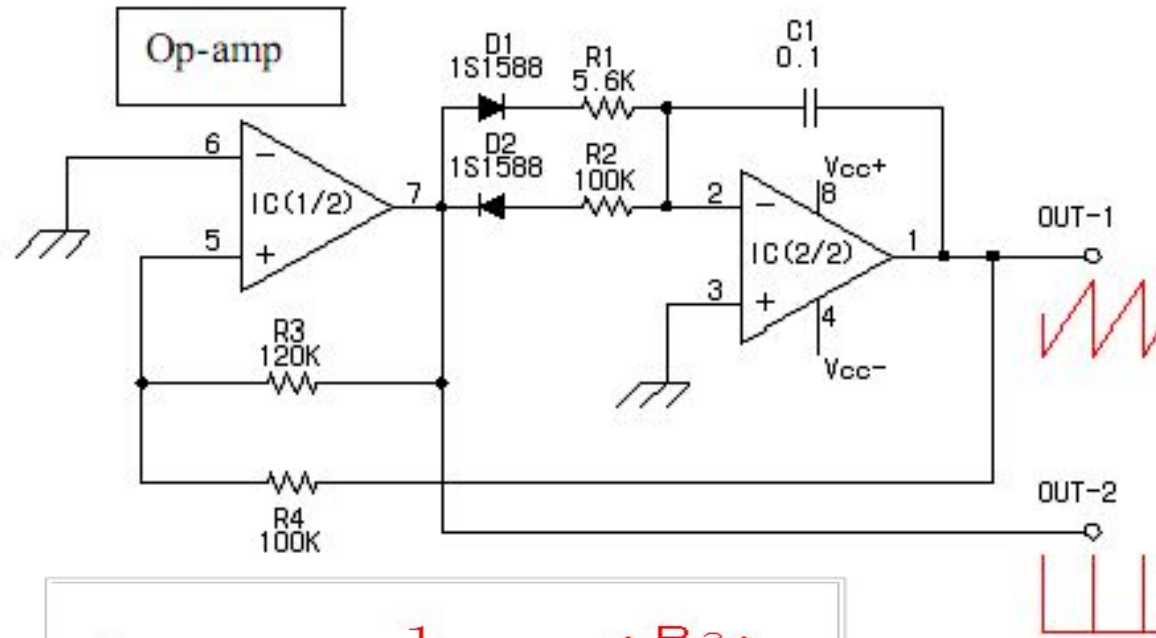 Op-amp
D1
1S1588
R1
5.6K
C1
0.1
6
−
IC(1/2)
7
5
+
D2
1S1588
R2
100K
Vcc+
8
2
−
IC(2/2)
1
3
+
4
Vcc-
OUT-1
R3
120K
R4
100K
OUT-2
1